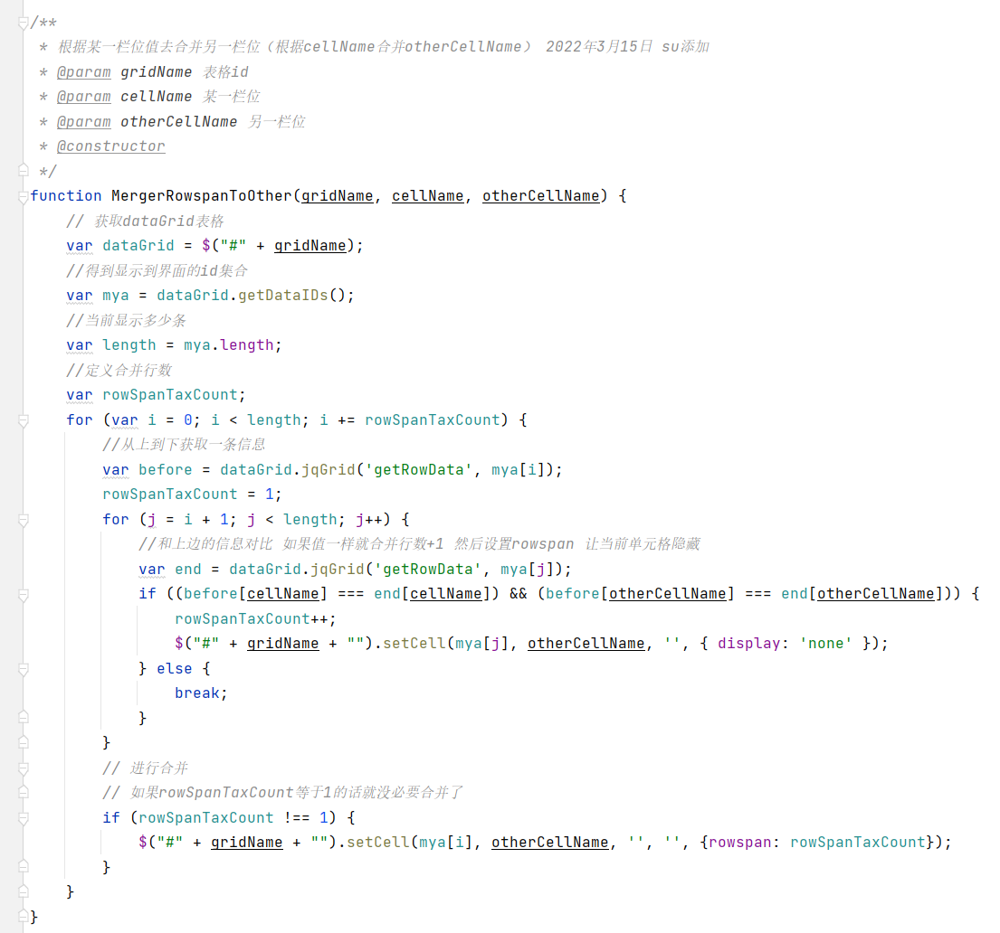 /**
 * 根据某一栏位值去合并另一栏位（根据cellName合并otherCellName） 2022年3月15日 su添加
 * @param gridName 表格id
 * @param cellName 某一栏位
 * @param otherCellName 另一栏位
 * @constructor
 */
function MergerRowspanToOther(gridName, cellName, otherCellName) {
    // 获取dataGrid表格
    var dataGrid = $("#" + gridName);
    //得到显示到界面的id集合
    var mya = dataGrid.getDataIDs();
    //当前显示多少条
    var length = mya.length;
    //定义合并行数
    var rowSpanTaxCount;
    for (var i = 0; i < length; i += rowSpanTaxCount) {
        //从上到下获取一条信息
        var before = dataGrid.jqGrid('getRowData', mya[i]);
        rowSpanTaxCount = 1;
        for (j = i + 1; j < length; j++) {
            //和上边的信息对比 如果值一样就合并行数+1 然后设置rowspan 让当前单元格隐藏
            var end = dataGrid.jqGrid('getRowData', mya[j]);
            if ((before[cellName] === end[cellName]) && (before[otherCellName] === end[otherCellName])) {
                rowSpanTaxCount++;
                $("#" + gridName + "").setCell(mya[j], otherCellName, '', { display: 'none' });
            } else {
                break;
            }
        }
        // 进行合并
        // 如果rowSpanTaxCount等于1的话就没必要合并了
        if (rowSpanTaxCount !== 1) {
            $("#" + gridName + "").setCell(mya[i], otherCellName, '', '', {rowspan: rowSpanTaxCount});
        }
    }
}